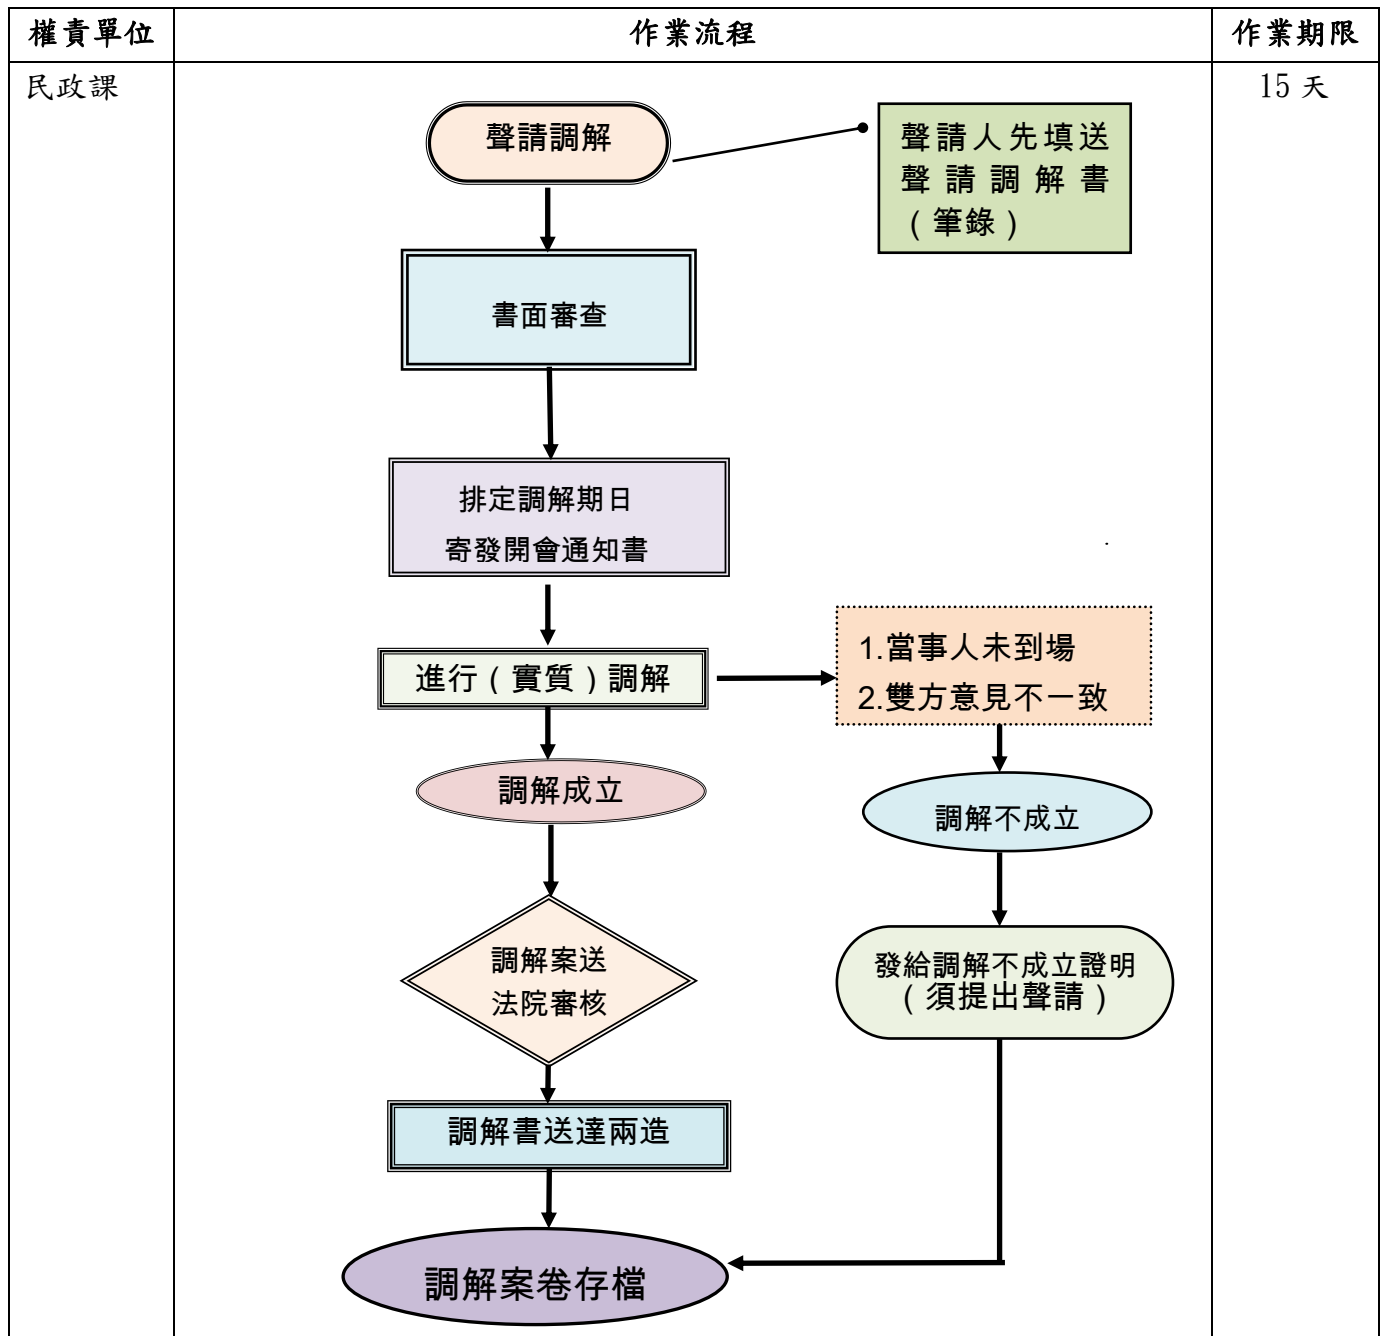 權責單位
作業流程
作業期限
民政課
15 天
聲請調解
聲請人先填送
聲請調解書
（筆錄）
書面審查
排定調解期日
寄發開會通知書
進行（實質）調解
1.當事人未到場
2.雙方意見不一致
調解成立
調解不成立
調解案送
法院審核
發給調解不成立證明
（須提出聲請）
調解書送達兩造
調解案卷存檔